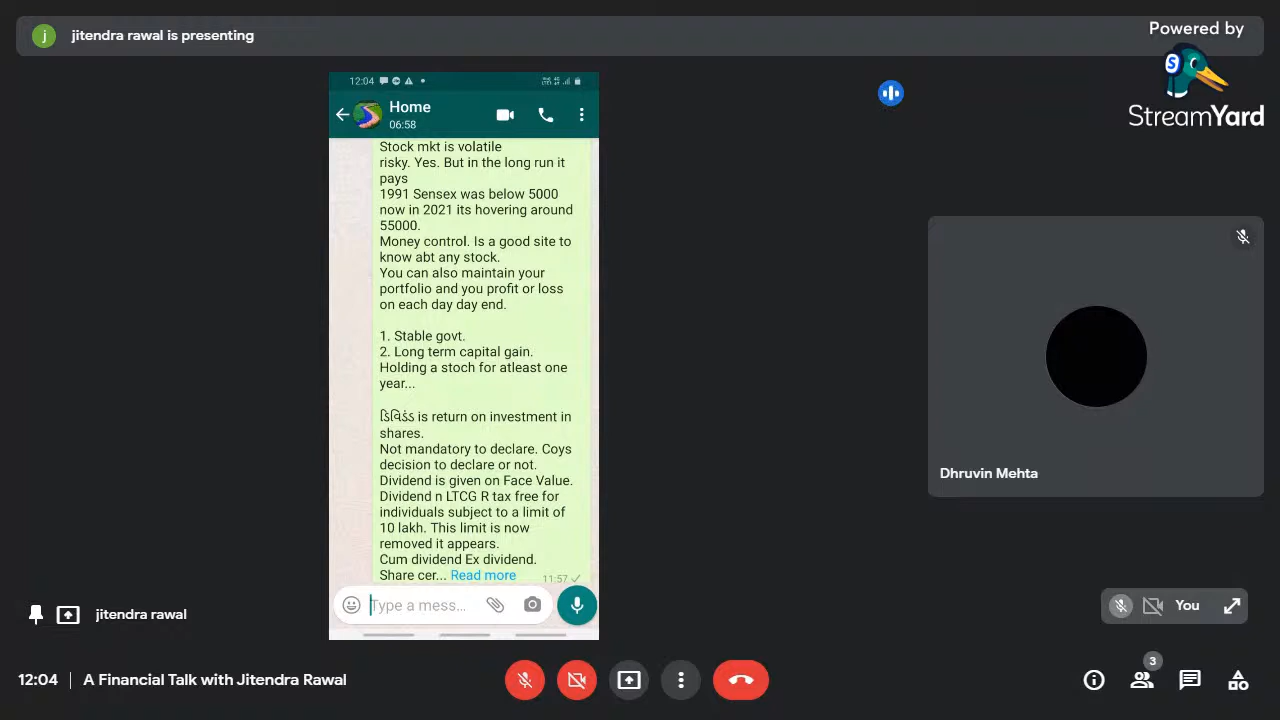 j
jitendra rawal is presenting
Powered by
S
StreamYard
12:04
Home
06:58
Stock mkt is volatile
risky. Yes. But in the long run it
pays
1991 Sensex was below 5000
now in 2021 its hovering around
55000.
Money control. Is a good site to
know abt any stock.
You can also maintain your
portfolio and you profit or loss
on each day day end.
1. Stable govt.
2. Long term capital gain.
Holding a stoch for atleast one
year...
ડિવિડંડ is return on investment in
shares.
Not mandatory to declare. Coys
decision to declare or not.
Dividend is given on Face Value.
Dividend n LTCG R tax free for
individuals subject to a limit of
10 lakh. This limit is now
removed it appears.
Cum dividend Ex dividend.
Share cer... Read more
11:57
Type a mess...
Dhruvin Mehta
jitendra rawal
You
12:04 | A Financial Talk with Jitendra Rawal
3